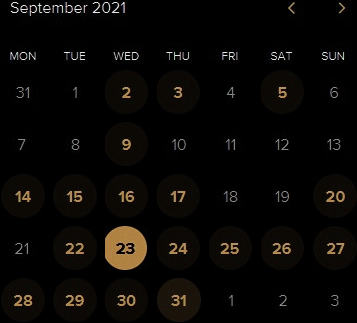 September 2021
MON TUE WED THU FRI SAT SUN
31 1 2 3 4 5 6
7 8 9 10 11 12 13
14 15 16 17 18 19 20
21 22 23 24 25 26 27
28 29 30 31 1 2 3